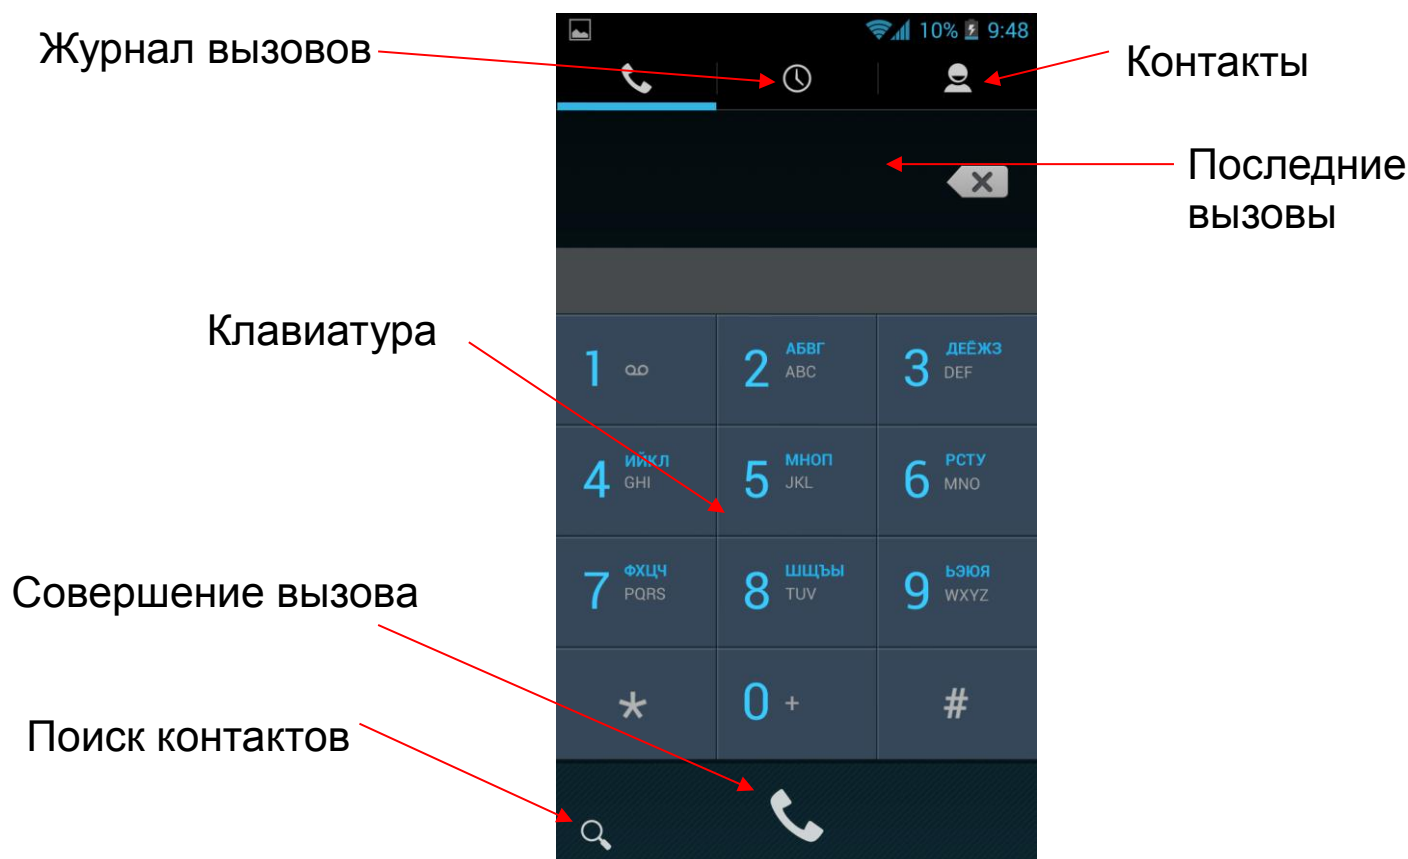 Журнал вызовов
10% 9:48
Контакты
Последние
вызовы
Клавиатура
1
2 АБВГ
ABC
3 ДЕЁЖЗ
DEF
4 ИЙКЛ
GHI
5 МНОП
JKL
6 РСТУ
MNO
7 ФХЦЧ
PQRS
8 ШЩЪЫ
TUV
9 ЬЭЮЯ
WXYZ
* 0 + #
Совершение вызова
Поиск контактов